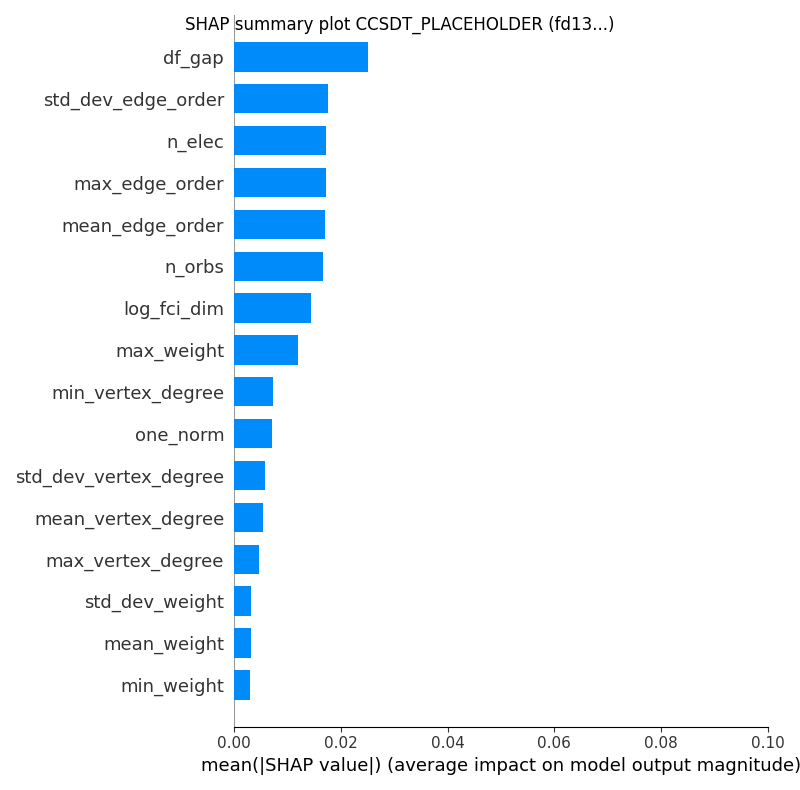 SHAP summary plot CCSDT_PLACEHOLDER (fd13...)
df_gap
std_dev_edge_order
n_elec
max_edge_order
mean_edge_order
n_orbs
log_fci_dim
max_weight
min_vertex_degree
one_norm
std_dev_vertex_degree
mean_vertex_degree
max_vertex_degree
std_dev_weight
mean_weight
min_weight
0.00 0.02 0.04 0.06 0.08 0.10
mean(|SHAP value|) (average impact on model output magnitude)